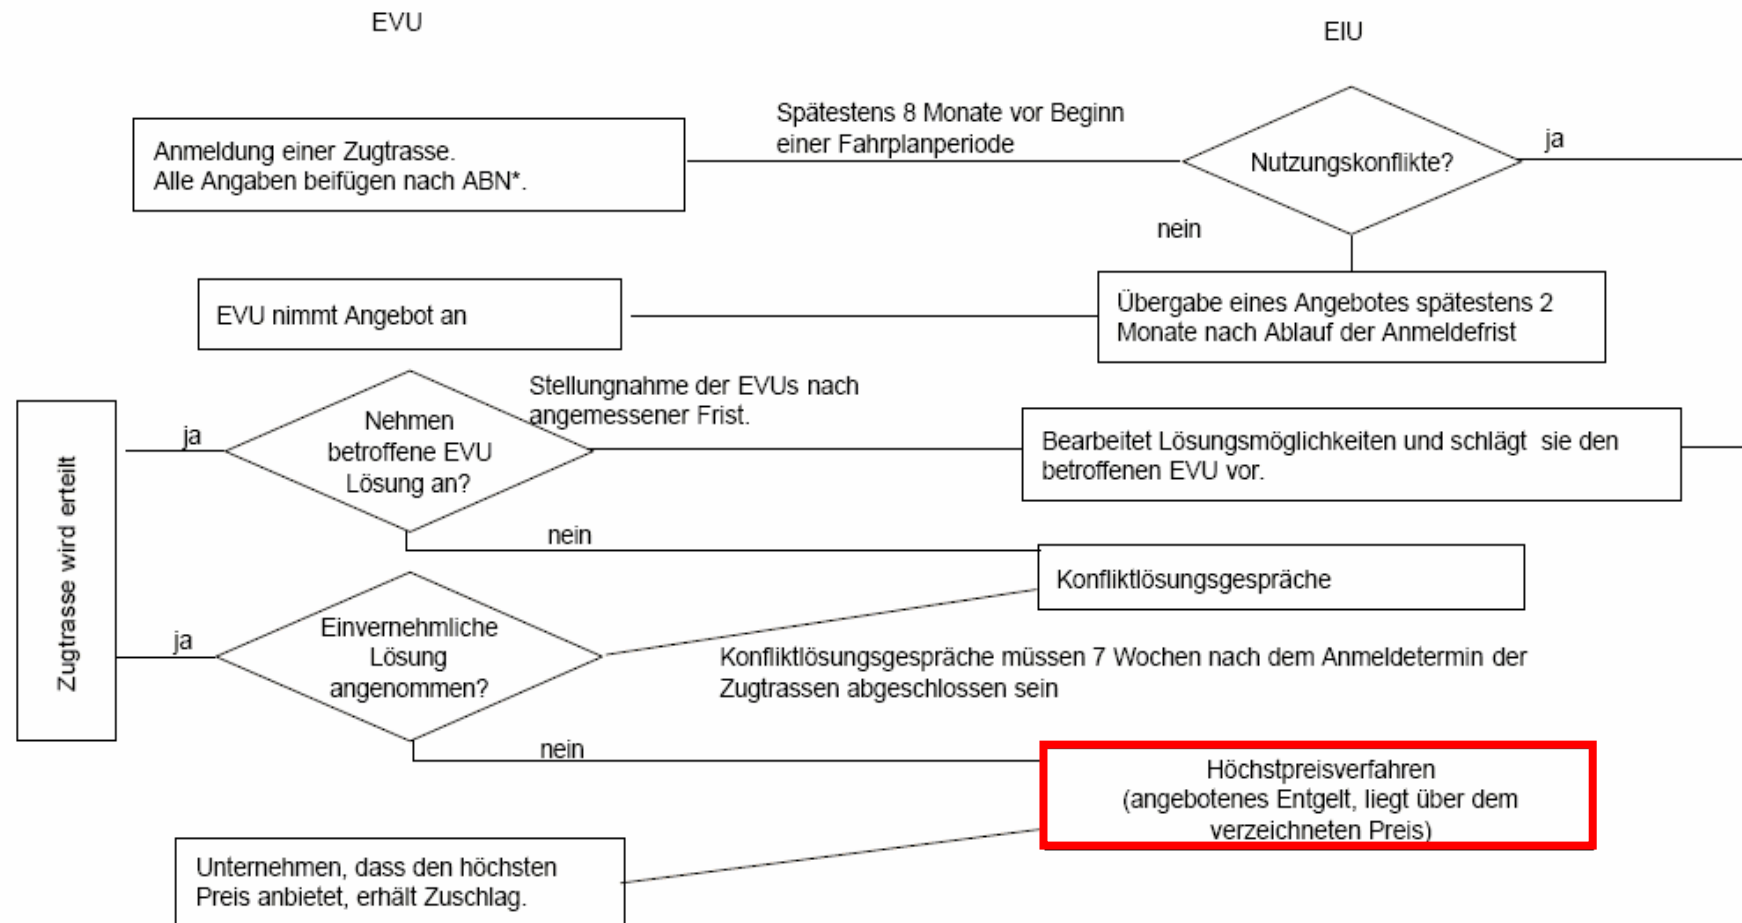 EVU
EIU
Spätestens 8 Monate vor Beginn
einer Fahrplanperiode
Anmeldung einer Zugtrasse.
Alle Angaben beifügen nach ABN*.
Nutzungskonflikte?
ja
nein
EVU nimmt Angebot an
Übergabe eines Angebotes spätestens 2
Monate nach Ablauf der Anmeldefrist
Stellungnahme der EVUs nach
angemessener Frist.
Nehmen
betroffene EVU
Lösung an?
ja
Bearbeitet Lösungsmöglichkeiten und schlägt sie den
betroffenen EVU vor.
nein
Zugtrasse wird erteilt
Konfliktlösungsgespräche
Einvernehmliche
Lösung
angenommen?
ja
Konfliktlösungsgespräche müssen 7 Wochen nach dem Anmeldetermin der
Zugtrassen abgeschlossen sein
nein
Höchstpreisverfahren
(angebotenes Entgelt, liegt über dem
verzeichneten Preis)
Unternehmen, dass den höchsten
Preis anbietet, erhält Zuschlag.